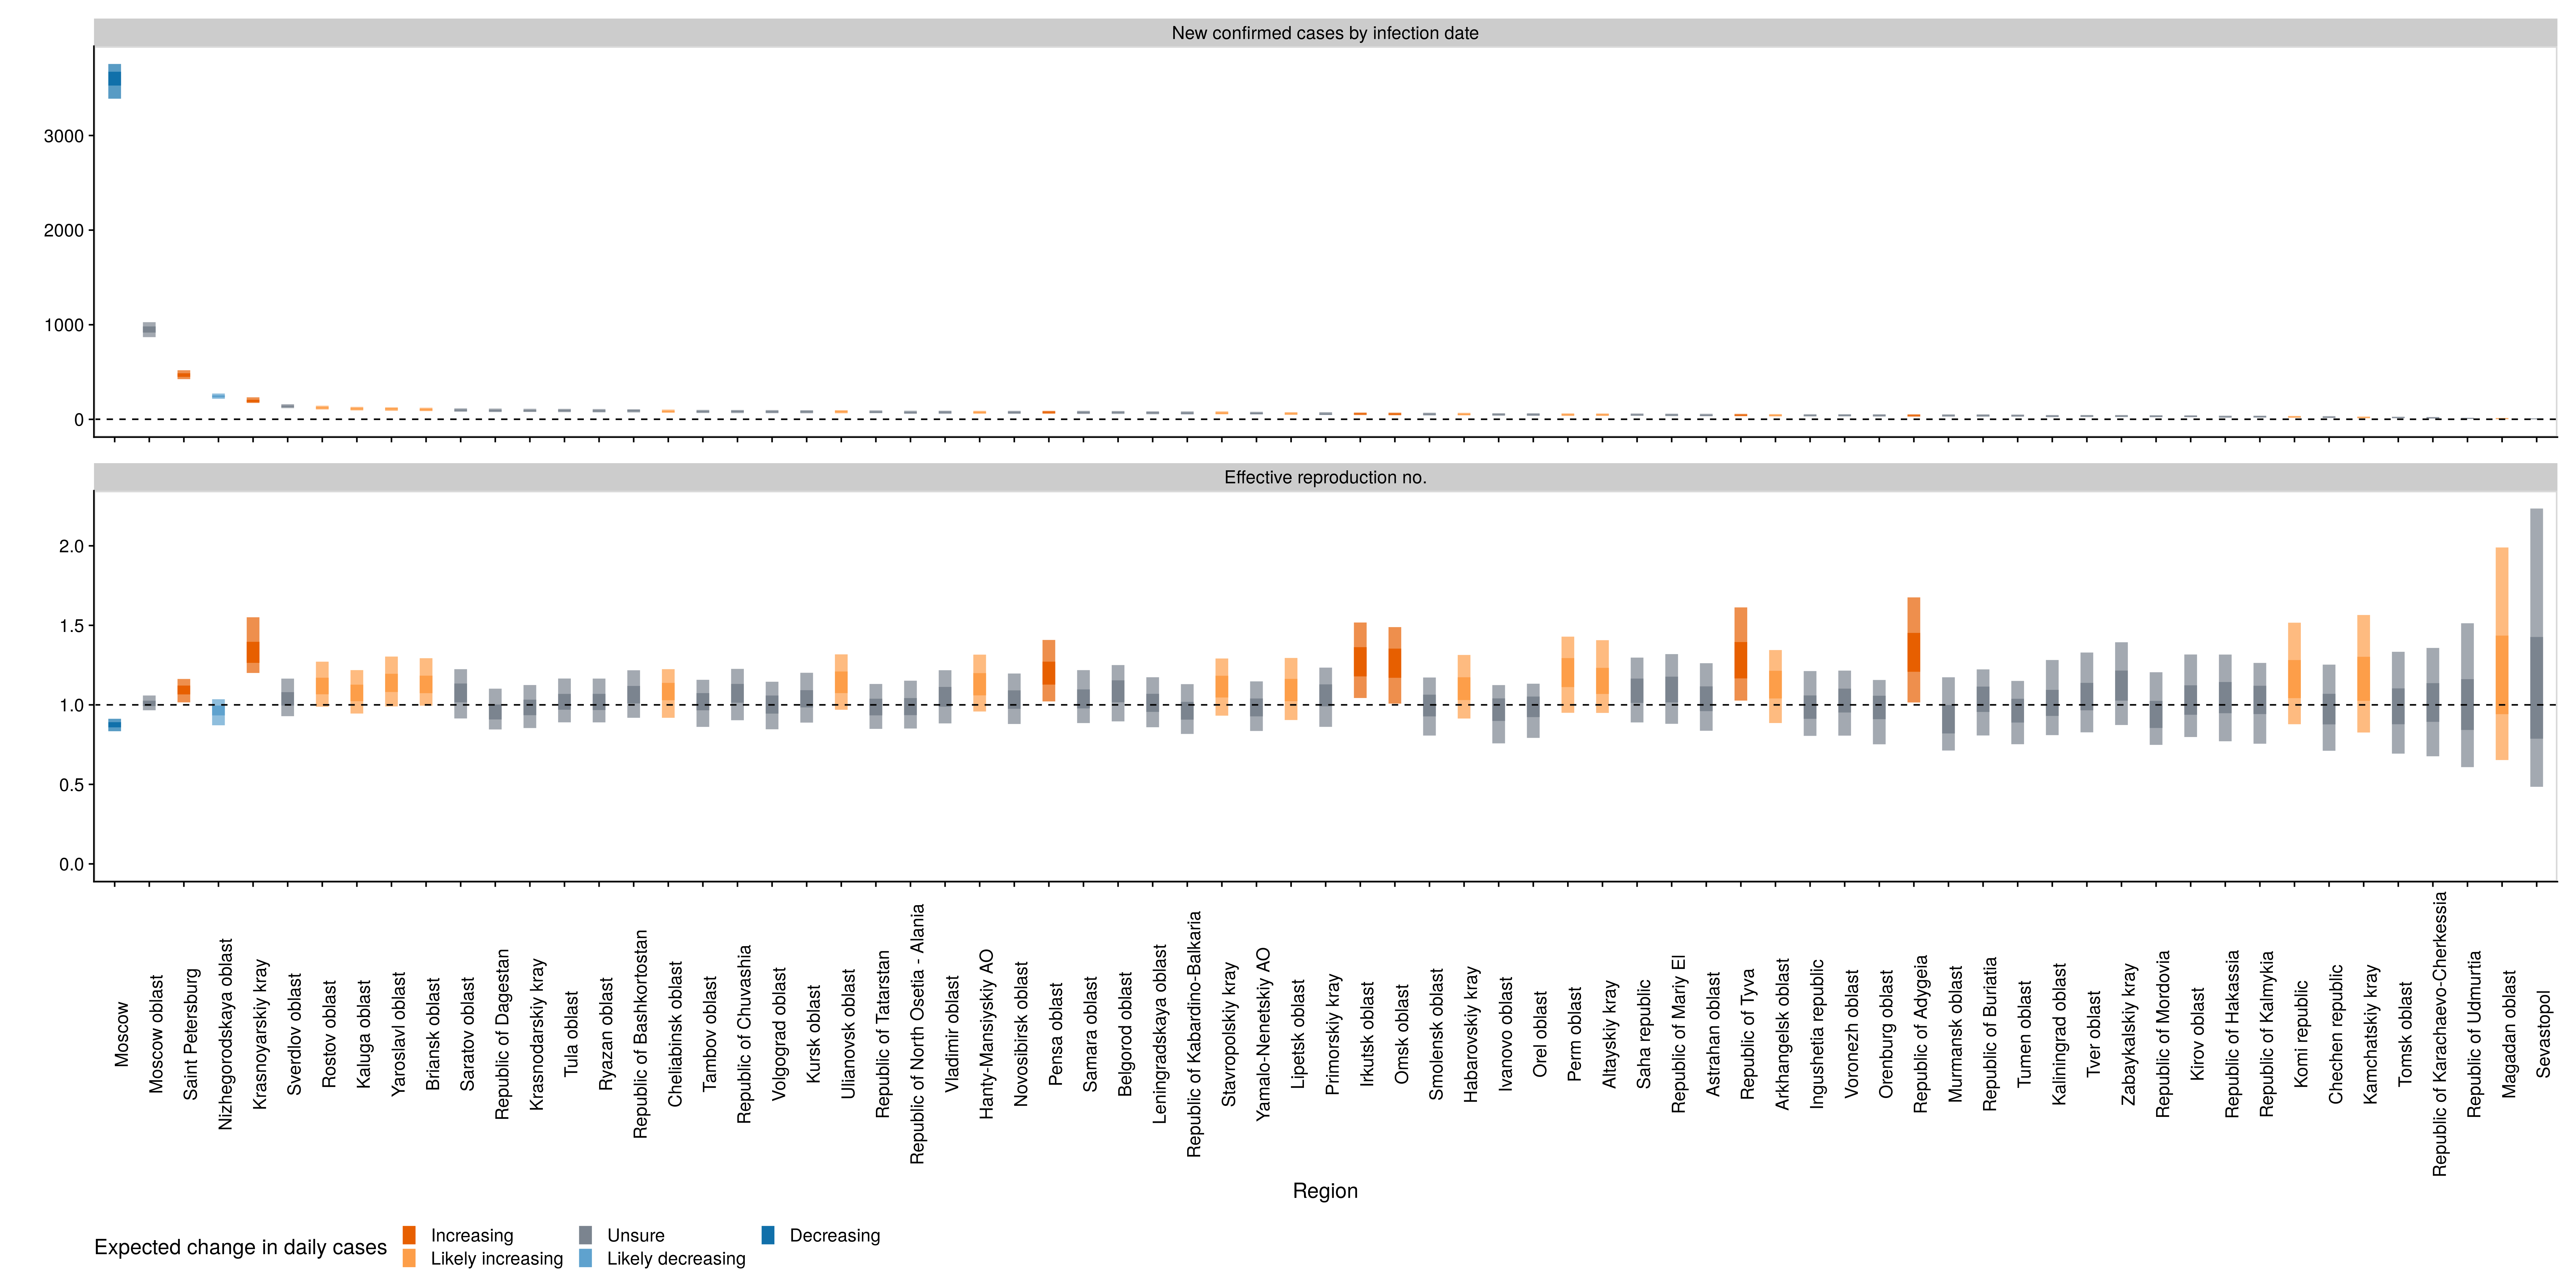 New confirmed cases by infection date
3000
2000
1000
0
Effective reproduction no.
2.0
1.5
1.0
0.5
0.0
Moscow
Moscow oblast
Saint Petersburg
Nizhegorodskaya oblast
Krasnoyarskiy kray
Sverdlov oblast
Rostov oblast
Kaluga oblast
Yaroslavl oblast
Briansk oblast
Saratov oblast
Republic of Dagestan
Krasnodarskiy kray
Tula oblast
Ryazan oblast
Republic of Bashkortostan
Cheliabinsk oblast
Tambov oblast
Republic of Chuvashia
Volgograd oblast
Kursk oblast
Ulianovsk oblast
Republic of Tatarstan
Republic of North Osetia - Alania
Vladimir oblast
Hanty-Mansiyskiy AO
Novosibirsk oblast
Pensa oblast
Samara oblast
Belgorod oblast
Leningradskaya oblast
Republic of Kabardino-Balkaria
Stavropolskiy kray
Yamalo-Nenetskiy AO
Lipetsk oblast
Primorskiy kray
Irkutsk oblast
Omsk oblast
Smolensk oblast
Habarovskiy kray
Ivanovo oblast
Orel oblast
Perm oblast
Altayskiy kray
Saha republic
Republic of Mariy El
Astrahan oblast
Republic of Tyva
Arkhangelsk oblast
Ingushetia republic
Voronezh oblast
Orenburg oblast
Republic of Adygeia
Murmansk oblast
Republic of Buriatia
Tumen oblast
Kaliningrad oblast
Tver oblast
Zabaykalskiy kray
Republic of Mordovia
Kirov oblast
Republic of Hakassia
Republic of Kalmykia
Komi republic
Chechen republic
Kamchatskiy kray
Tomsk oblast
Republic of Karachaevo-Cherkessia
Republic of Udmurtia
Magadan oblast
Sevastopol
Region
Expected change in daily cases
Increasing
Likely increasing
Unsure
Likely decreasing
Decreasing